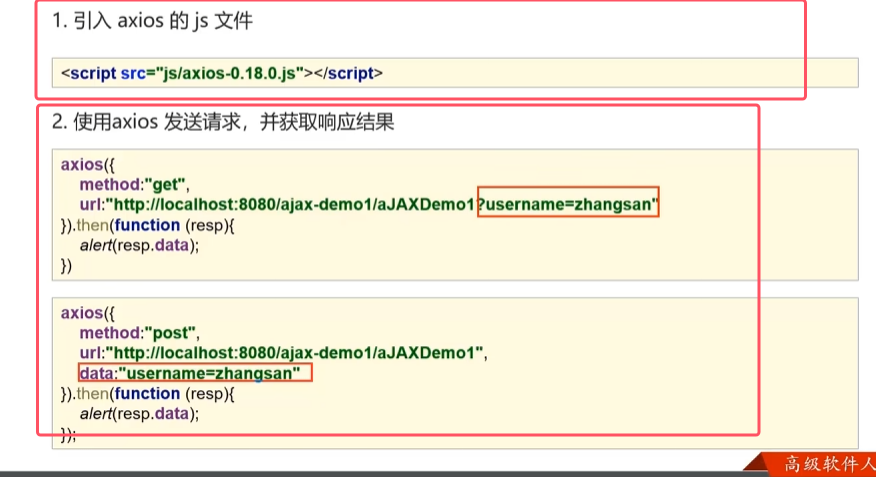 1. 引入 axios 的 js 文件
<script src="js/axios-0.18.0.js"></script>
2. 使用axios 发送请求，并获取响应结果
axios({
method:"get",
url:"http://localhost:8080/ajax-demo1/aJAXDemo1?username=zhangsan"
}).then(function (resp){
alert(resp.data);
})
axios({
method:"post",
url:"http://localhost:8080/ajax-demo1/aJAXDemo1",
data:"username=zhangsan"
}).then(function (resp){
alert(resp.data);
});
高级软件人